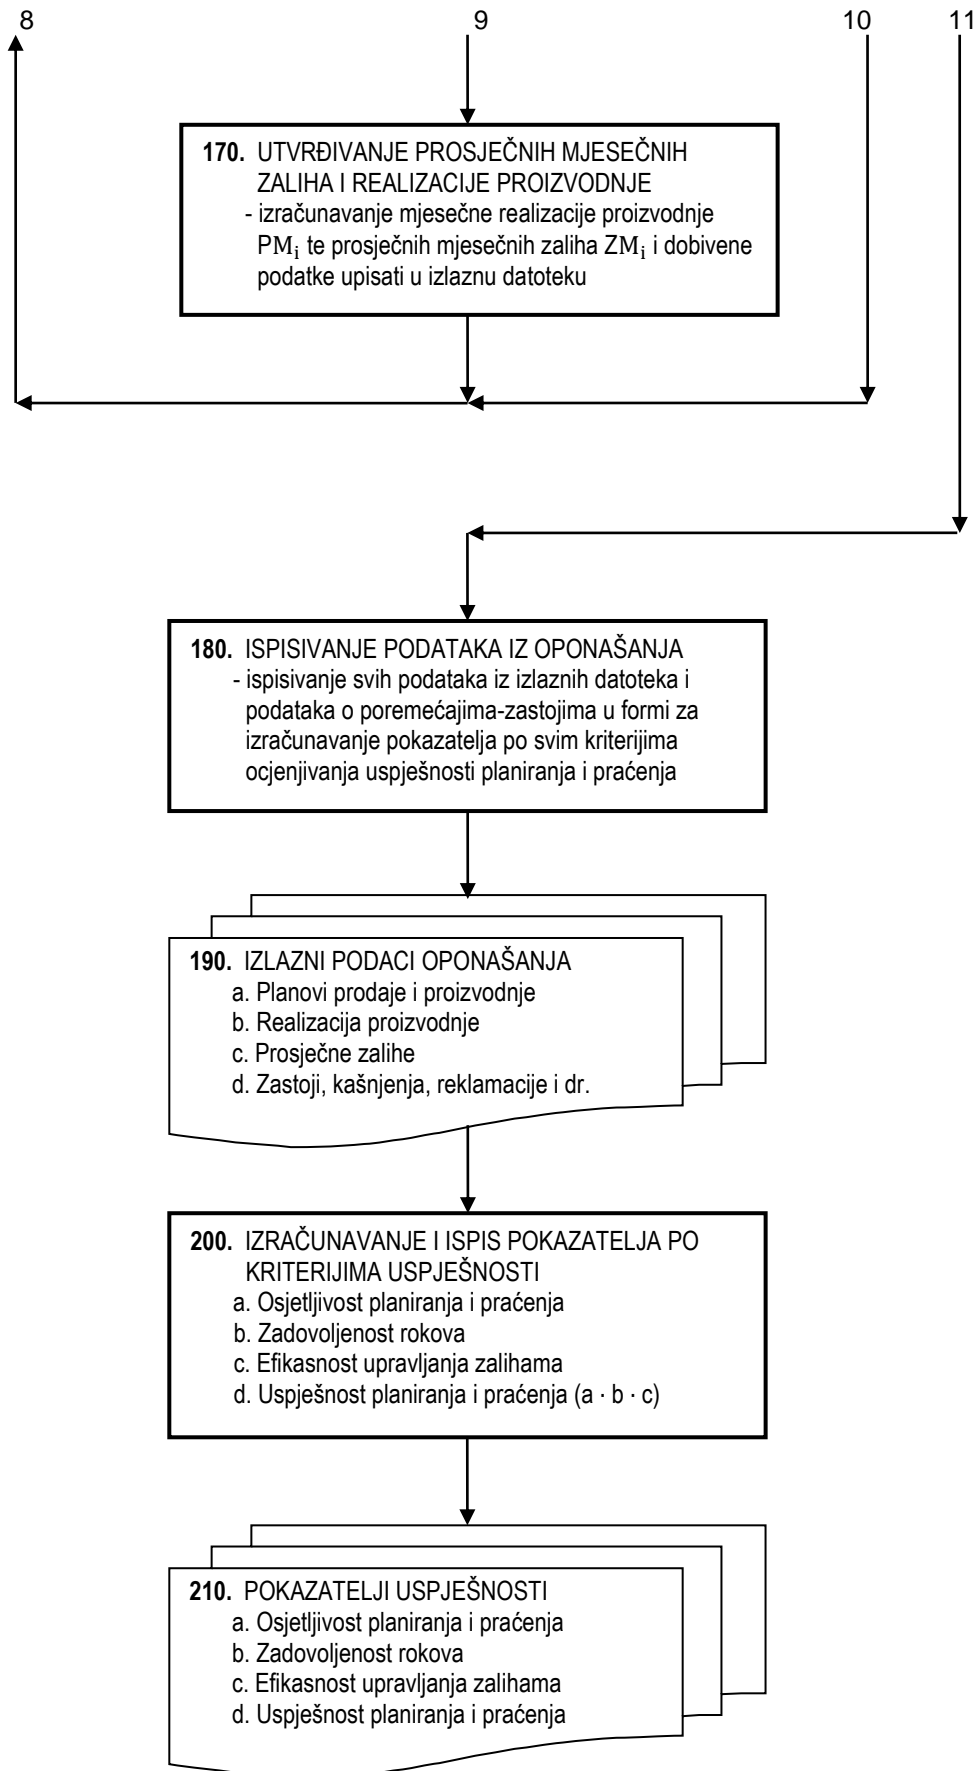 8 9 10 11
170. UTVRĐIVANJE PROSJEČNIH MJESEČNIH
ZALIHA I REALIZACIJE PROIZVODNJE
- izračunavanje mjesečne realizacije proizvodnje
PMᵢ te prosječnih mjesečnih zaliha ZMᵢ i dobivene
podatke upisati u izlaznu datoteku
180. ISPISIVANJE PODATAKA IZ OPONAŠANJA
- ispisivanje svih podataka iz izlaznih datoteka i
podataka o poremećajima-zastojima u formi za
izračunavanje pokazatelja po svim kriterijima
ocjenjivanja uspješnosti planiranja i praćenja
190. IZLAZNI PODACI OPONAŠANJA
a. Planovi prodaje i proizvodnje
b. Realizacija proizvodnje
c. Prosječne zalihe
d. Zastoji, kašnjenja, reklamacije i dr.
200. IZRAČUNAVANJE I ISPIS POKAZATELJA PO
KRITERIJIMA USPJEŠNOSTI
a. Osjetljivost planiranja i praćenja
b. Zadovoljenost rokova
c. Efikasnost upravljanja zalihama
d. Uspješnost planiranja i praćenja (a · b · c)
210. POKAZATELJI USPJEŠNOSTI
a. Osjetljivost planiranja i praćenja
b. Zadovoljenost rokova
c. Efikasnost upravljanja zalihama
d. Uspješnost planiranja i praćenja